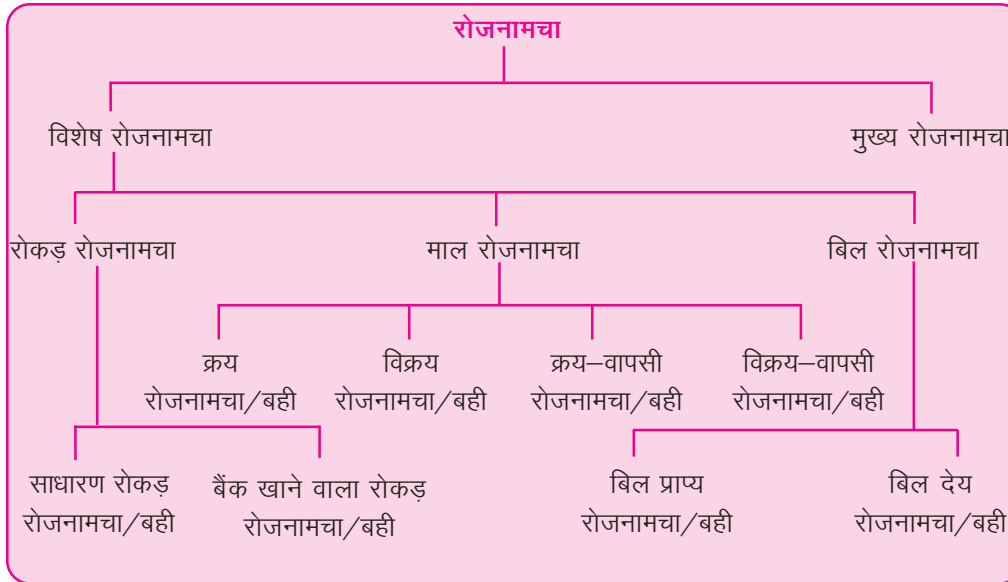 रोजनामचा
विशेष रोजनामचा
मुख्य रोजनामचा
रोकड़ रोजनामचा
माल रोजनामचा
बिल रोजनामचा
क्रय
रोजनामचा/बही
विक्रय
रोजनामचा/बही
क्रय–वापसी
रोजनामचा/बही
विक्रय–वापसी
रोजनामचा/बही
साधारण रोकड़
रोजनामचा/बही
बैंक खाने वाला रोकड़
रोजनामचा/बही
बिल प्राप्य
रोजनामचा/बही
बिल देय
रोजनामचा/बही